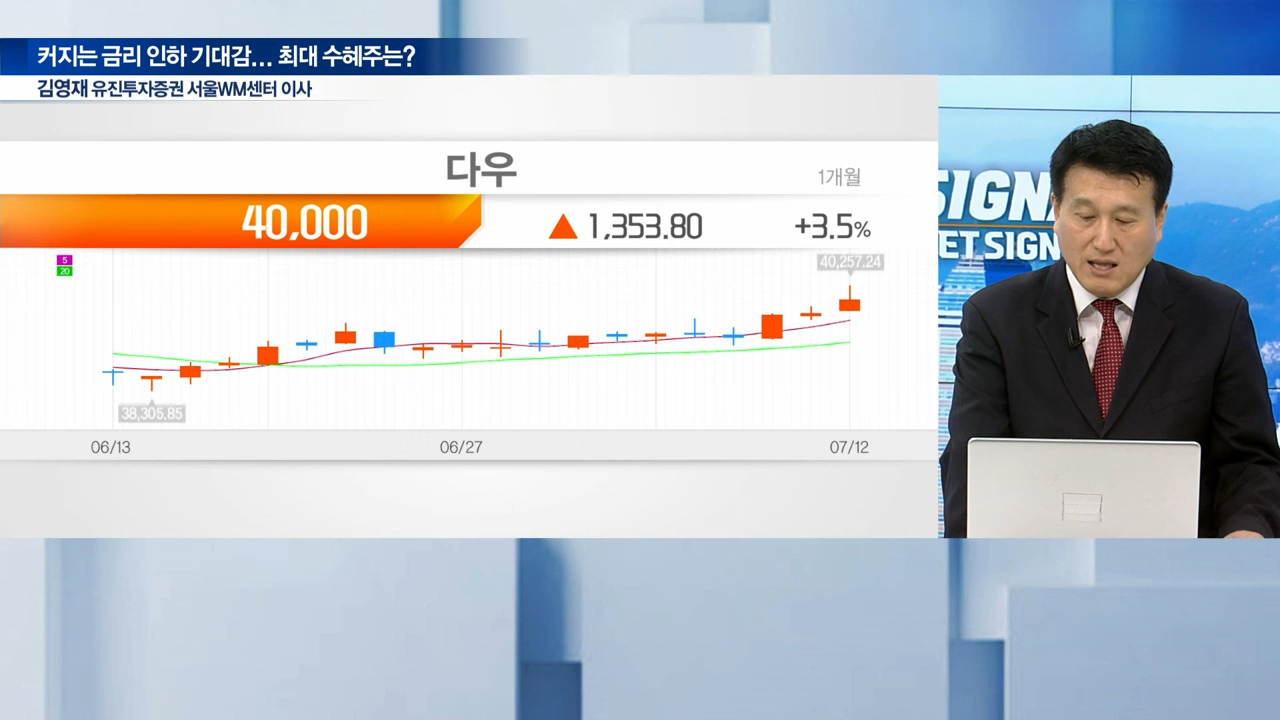 커지는 금리 인하 기대감... 최대 수혜주는?
김영재 유진투자증권 서울WM센터 이사
다우
1개월
40,000
▲ 1,353.80
+3.5%
5
20
40,257.24
38,305.85
06/13
06/27
07/12
SIGN
ET SIGN